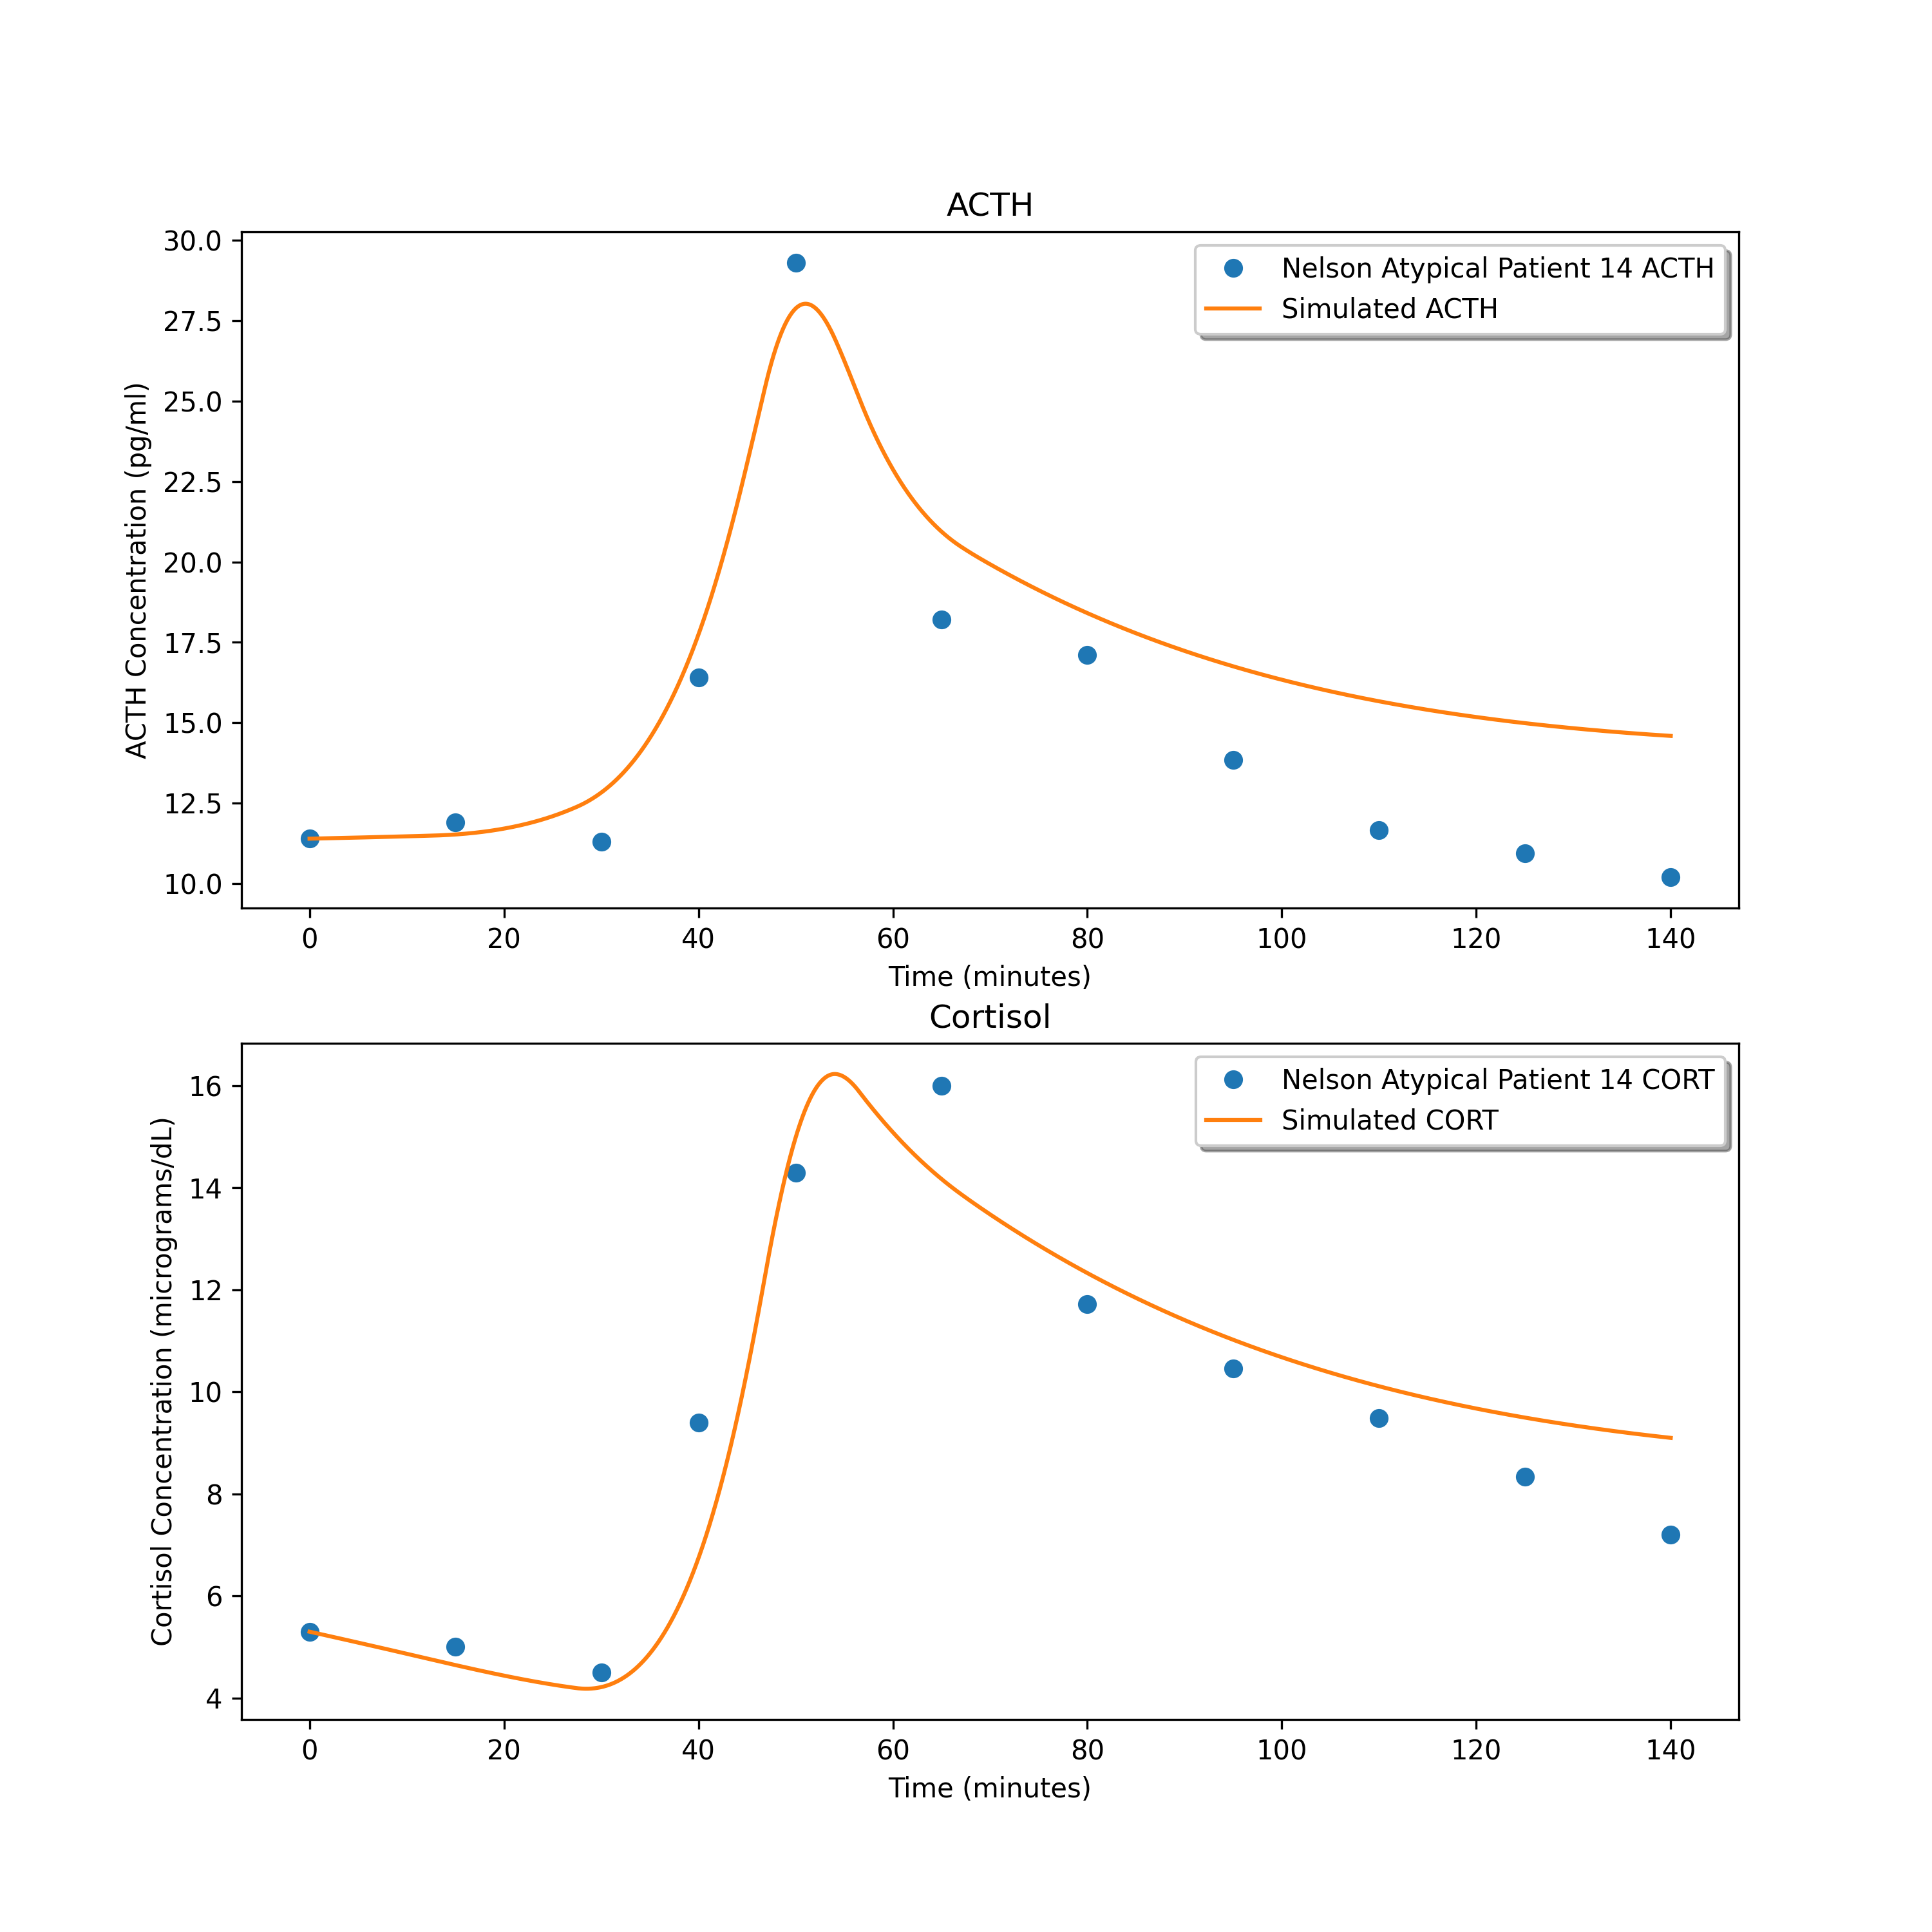 ACTH
30.0
27.5
25.0
22.5
20.0
17.5
15.0
12.5
10.0
ACTH Concentration (pg/ml)
Nelson Atypical Patient 14 ACTH
Simulated ACTH
0 20 40 60 80 100 120 140
Time (minutes)
Cortisol
16
14
12
10
8
6
4
Cortisol Concentration (micrograms/dL)
Nelson Atypical Patient 14 CORT
Simulated CORT
0 20 40 60 80 100 120 140
Time (minutes)